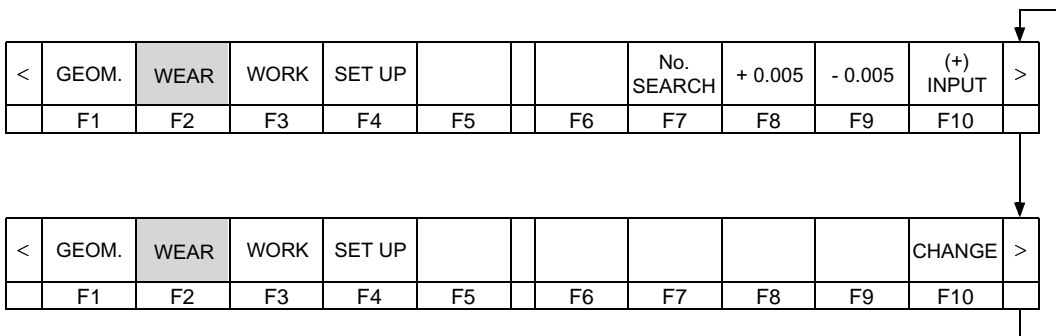 < GEOM. WEAR WORK SET UP No. SEARCH + 0.005 - 0.005 (+) INPUT >
F1 F2 F3 F4 F5 F6 F7 F8 F9 F10
< GEOM. WEAR WORK SET UP CHANGE >
F1 F2 F3 F4 F5 F6 F7 F8 F9 F10